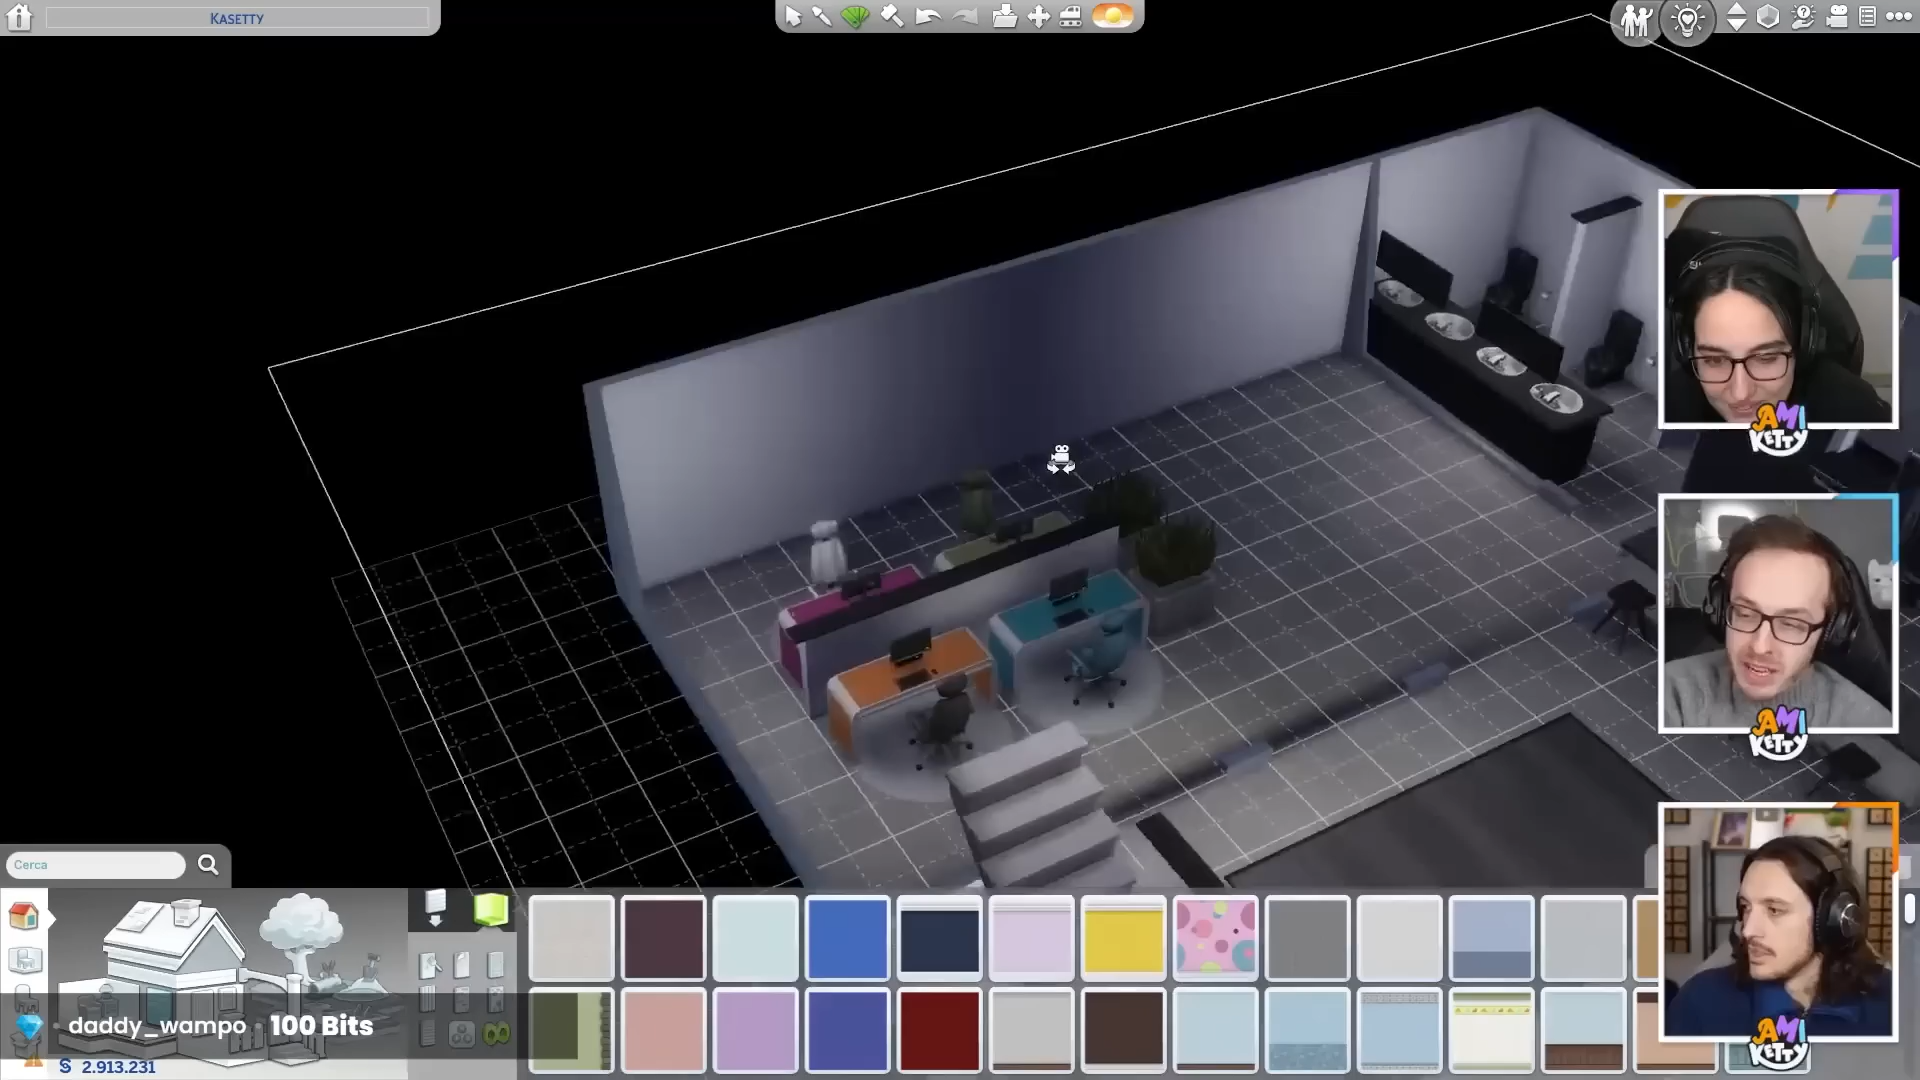 KASETTY
AMI
KETTY
AMI
KETTY
Cerca
daddy_wampo 100 Bits
AMI
KETTY
§ 2.913.231